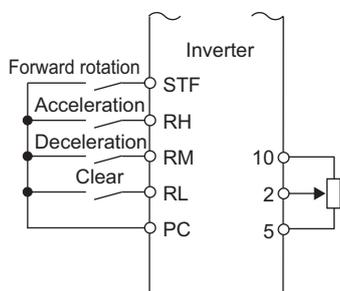 Inverter
Forward rotation
STF
Acceleration
RH
Deceleration
RM
Clear
RL
PC
10
2
5